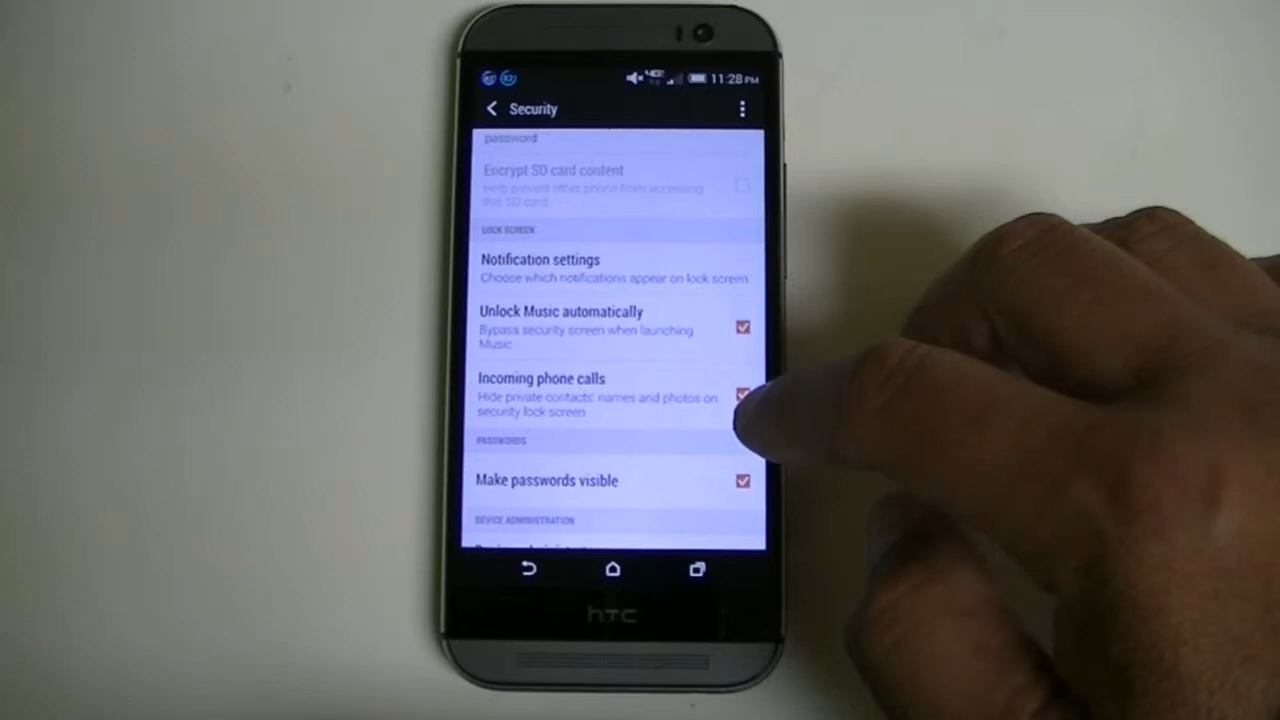 11:28 PM
Security
password
Encrypt SD card content
Help prevent other phone from accessing
this SD card
LOCK SCREEN
Notification settings
Choose which notifications appear on lock screen
Unlock Music automatically
Bypass security screen when launching
Music
Incoming phone calls
Hide private contacts' names and photos on
security lock screen
PASSWORDS
Make passwords visible
DEVICE ADMINISTRATION
hTC